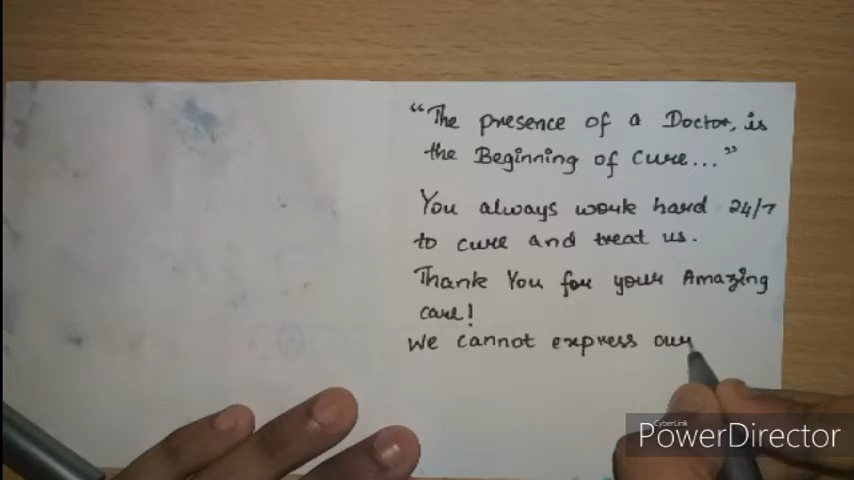 “The presence of a Doctor, is
the Beginning of cure...”
You always work hard 24/7
to cure and treat us.
Thank You for your Amazing
care!
We cannot express our
CyberLink
PowerDirector